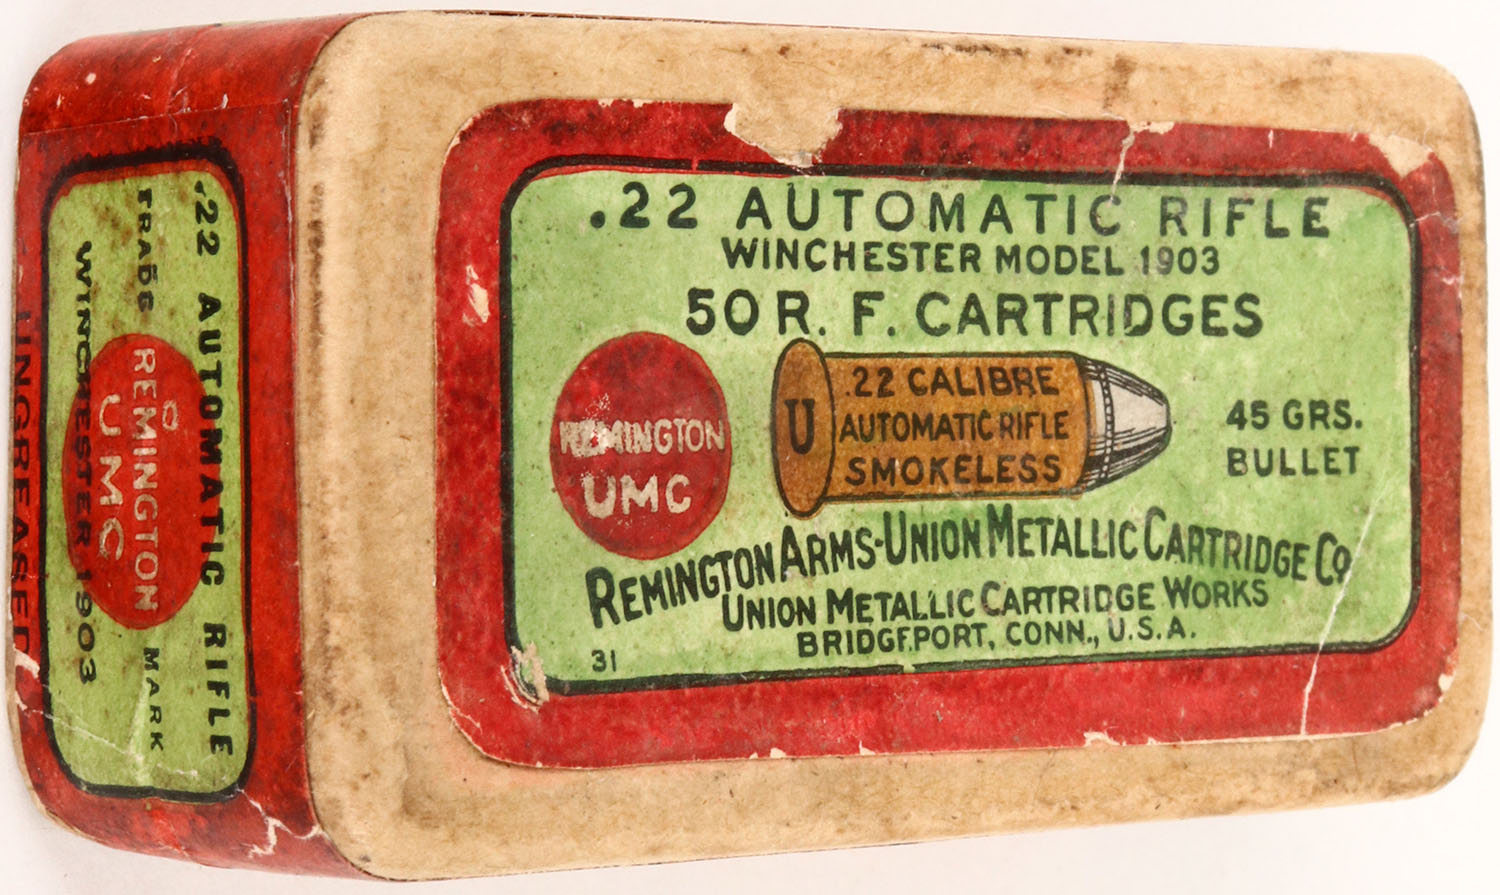 .22 AUTOMATIC RIFLE
WINCHESTER MODEL 1903
50 R. F. CARTRIDGES
REMINGTON
UMC
U
.22 CALIBRE
AUTOMATIC RIFLE
SMOKELESS
45 GRS.
BULLET
REMINGTON ARMS-UNION METALLIC CARTRIDGE CO.
UNION METALLIC CARTRIDGE WORKS
BRIDGEPORT, CONN., U.S.A.
31
.22 AUTOMATIC RIFLE
TRADE MARK
REMINGTON
UMC
WINCHESTER 1903
UNGREASED